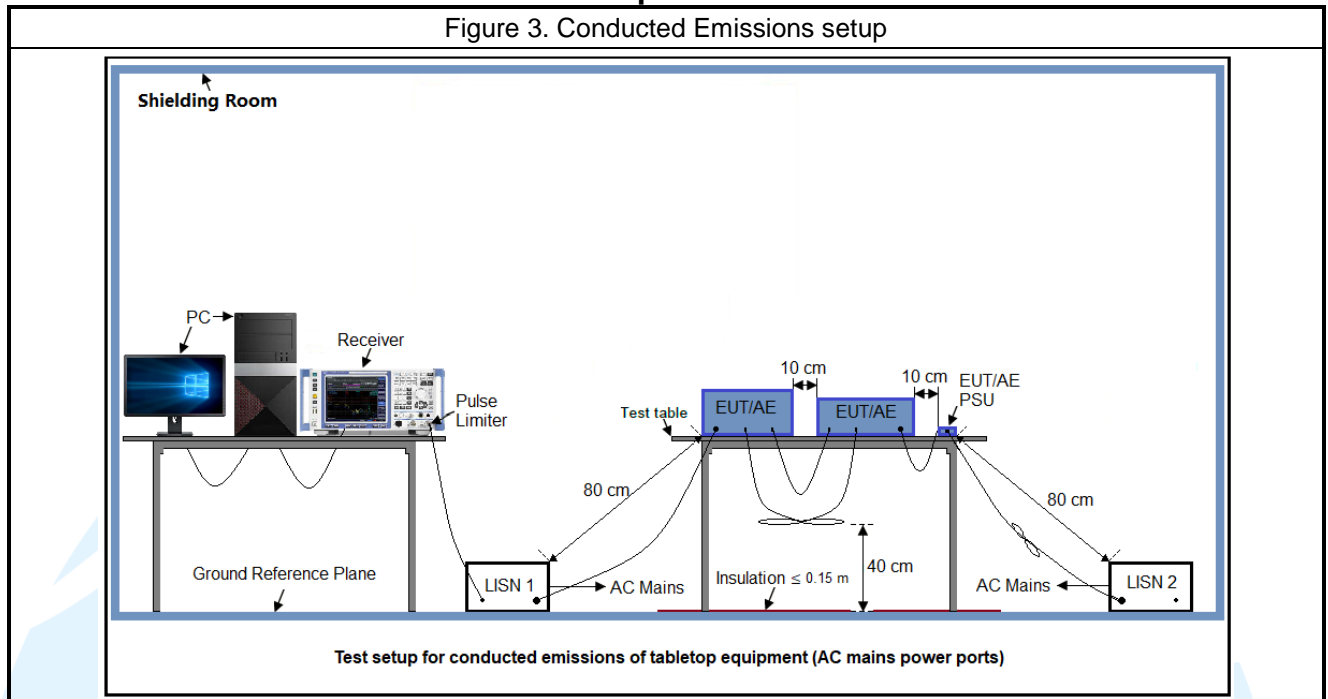 Figure 3. Conducted Emissions setup
Shielding Room
PC
Receiver
Pulse
Limiter
10 cm
10 cm
EUT/AE
PSU
EUT/AE
EUT/AE
Test table
80 cm
80 cm
40 cm
Ground Reference Plane
LISN 1
AC Mains
Insulation ≤ 0.15 m
AC Mains
LISN 2
Test setup for conducted emissions of tabletop equipment (AC mains power ports)